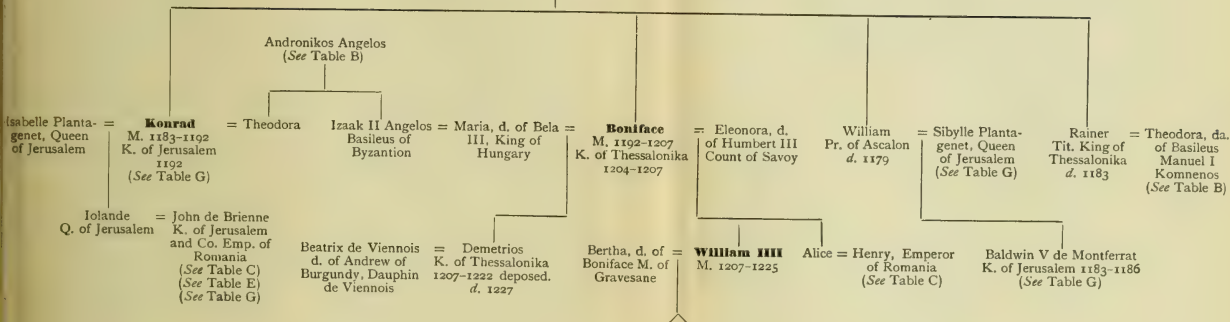 Andronikos Angelos
(See Table B)
Isabelle Planta-
genet, Queen
of Jerusalem
=
Konrad
M. 1183-1192
K. of Jerusalem
1192
(See Table G)
= Theodora
Izaak II Angelos
Basileus of
Byzantion
= Maria, d. of Bela
III, King of
Hungary
=
Boniface
M. 1192-1207
K. of Thessalonika
1204-1207
= Eleonora, d.
of Humbert III
Count of Savoy
William
Pr. of Ascalon
d. 1179
= Sibylle Planta-
genet, Queen
of Jerusalem
(See Table G)
Rainer
Tit. King of
Thessalonika
d. 1183
= Theodora, da.
of Basileus
Manuel I
Komnenos
(See Table B)
Iolande
Q. of Jerusalem
= John de Brienne
K. of Jerusalem
and Co. Emp. of
Romania
(See Table C)
(See Table E)
(See Table G)
Beatrix de Viennois
d. of Andrew of
Burgundy, Dauphin
de Viennois
= Demetrios
K. of Thessalonika
1207-1222 deposed.
d. 1227
Bertha, d. of
Boniface M. of
Gravesane
= William IIII
M. 1207-1225
Alice = Henry, Emperor
of Romania
(See Table C)
Baldwin V de Montferrat
K. of Jerusalem 1183-1186
(See Table G)